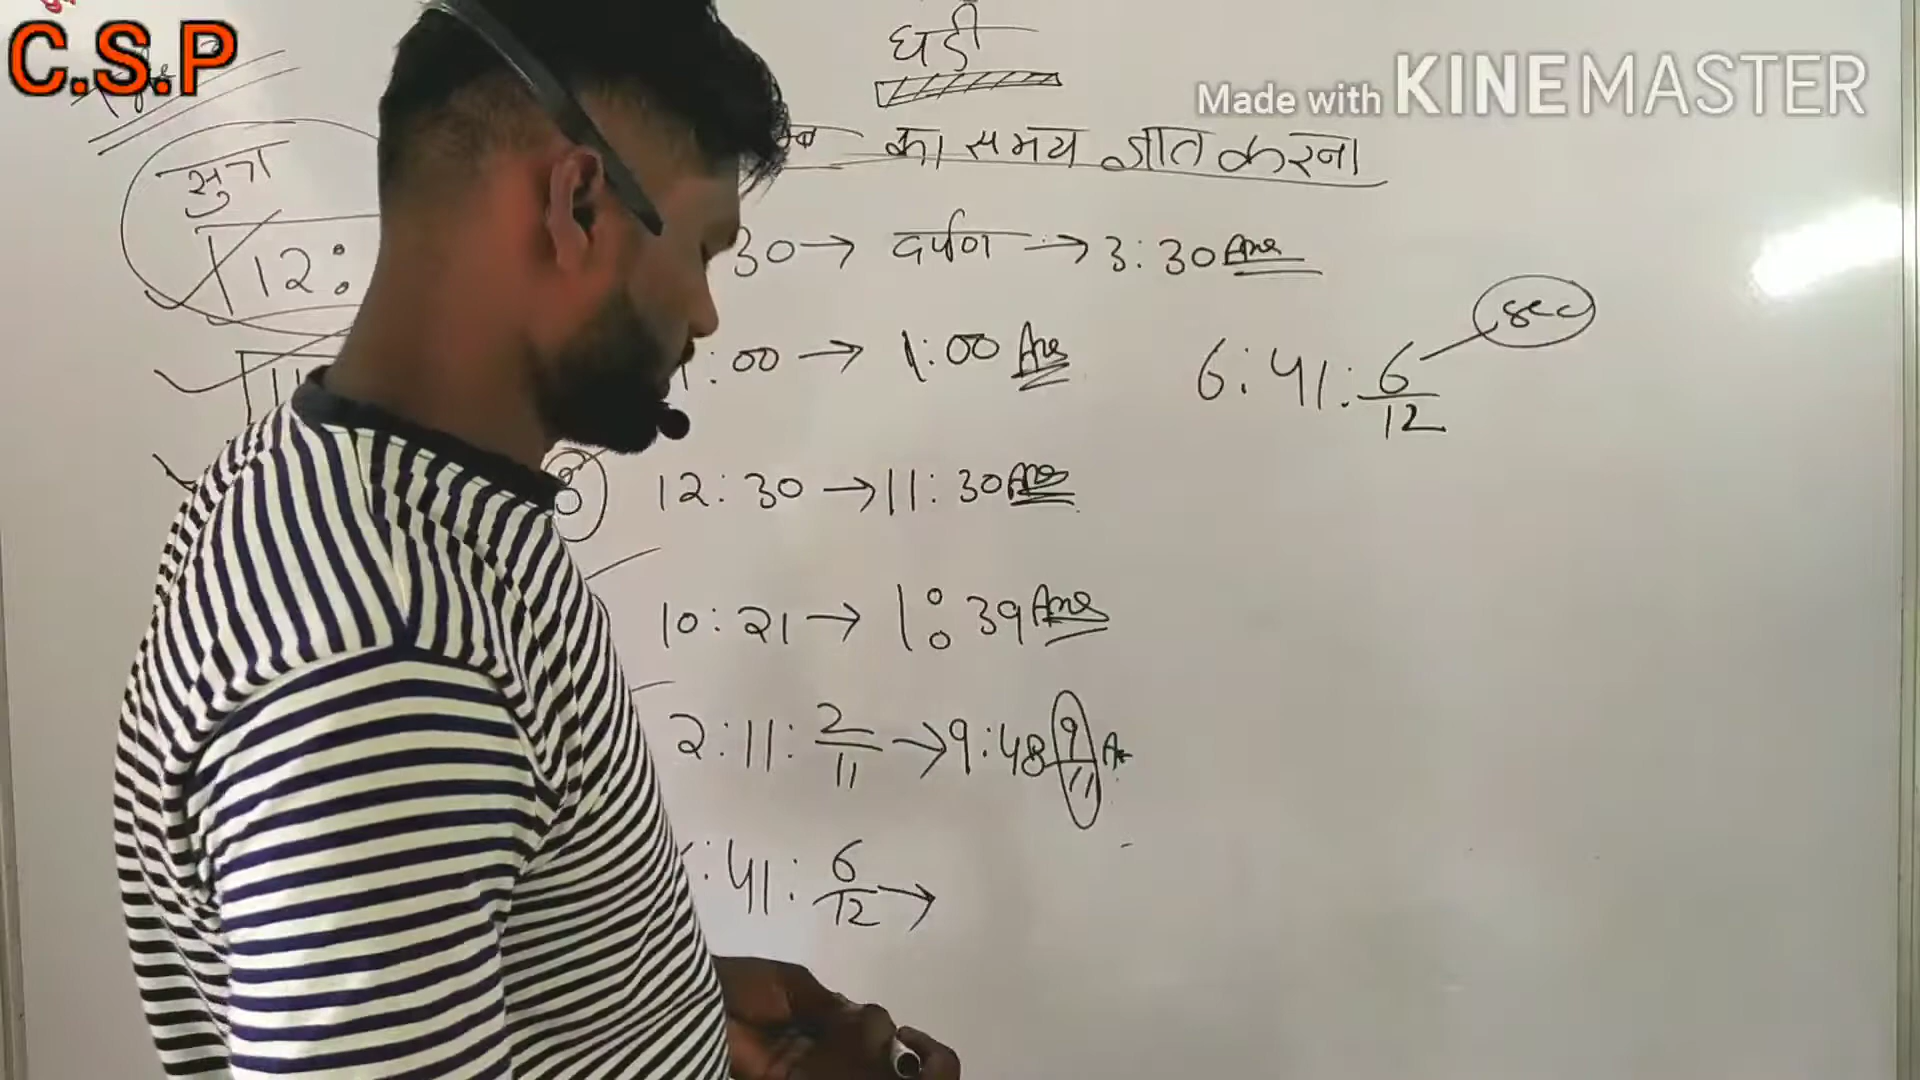 C.S.P
Made with KINEMASTER
घड़ी
का समय ज्ञात करना
सुत्र
12:
30 → दर्पण → 3:30 Ans
11
1:00 → 1:00 Ans
6:41:6/12
sec
12:30 → 11:30 Ans
10:21 → 1:39 Ans
2:11:2/11 → 9:48 9/11 A
:41:6/12 →